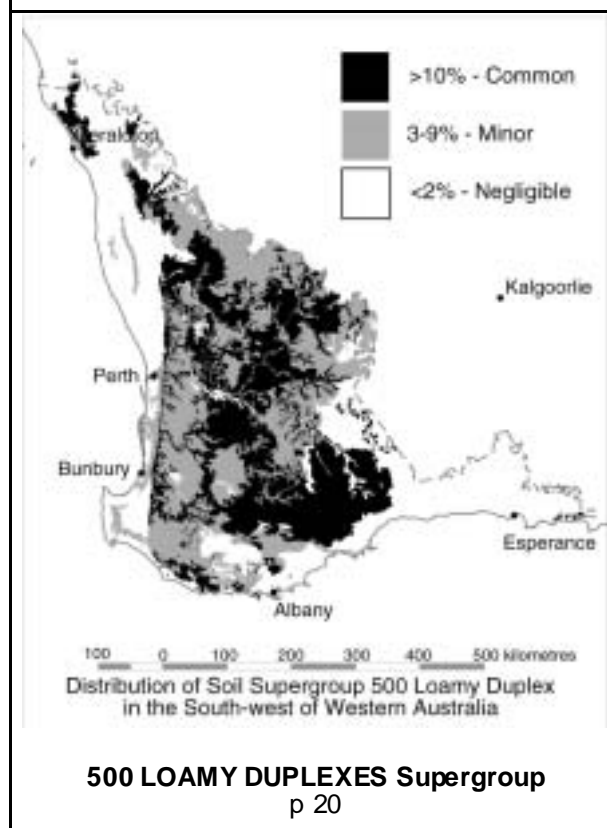 >10% - Common
3-9% - Minor
<2% - Negligible
Geraldton
Kalgoorlie
Perth
Bunbury
Esperance
Albany
100 0 100 200 300 400 500 kilometres
Distribution of Soil Supergroup 500 Loamy Duplex
in the South-west of Western Australia
500 LOAMY DUPLEXES Supergroup
p 20